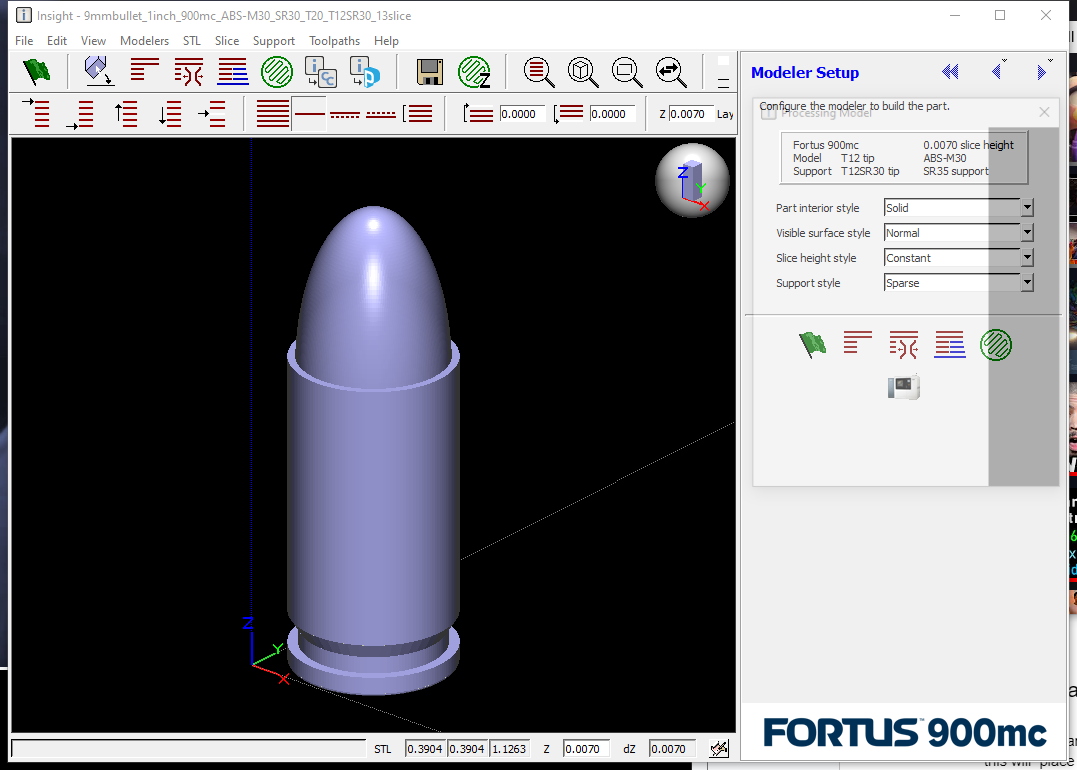 Insight - 9mmbullet_1inch_900mc_ABS-M30_SR30_T20_T12SR30_13slice
File Edit View Modelers STL Slice Support Toolpaths Help
0.0000 0.0000 Z 0.0070 Lay
Modeler Setup
Configure the modeler to build the part.
Processing Model
Fortus 900mc 0.0070 slice height
Model T12 tip ABS-M30
Support T12SR30 tip SR35 support
Part interior style Solid
Visible surface style Normal
Slice height style Constant
Support style Sparse
Z Y X
Z Y X
FORTUS 900mc
STL 0.3904 0.3904 1.1263 Z 0.0070 dZ 0.0070
this will place